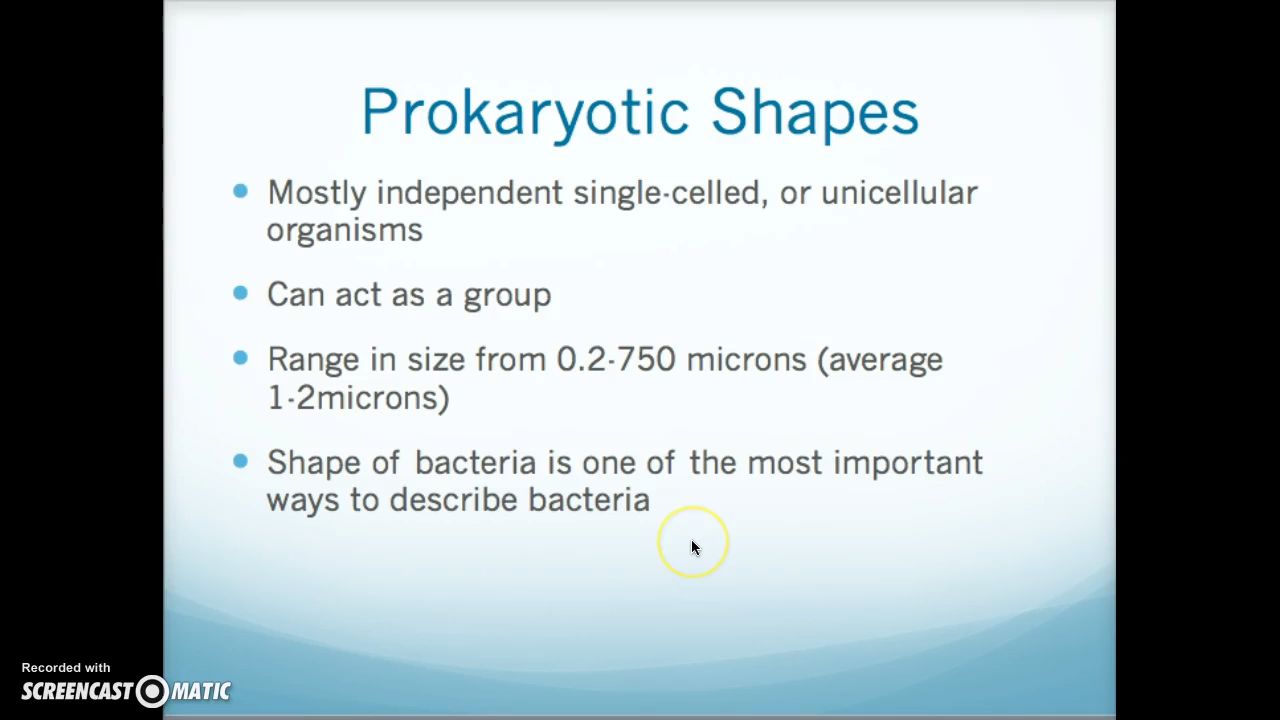 Prokaryotic Shapes
Mostly independent single-celled, or unicellular
organisms
Can act as a group
Range in size from 0.2-750 microns (average
1-2microns)
Shape of bacteria is one of the most important
ways to describe bacteria
Recorded with
SCREENCAST MATIC